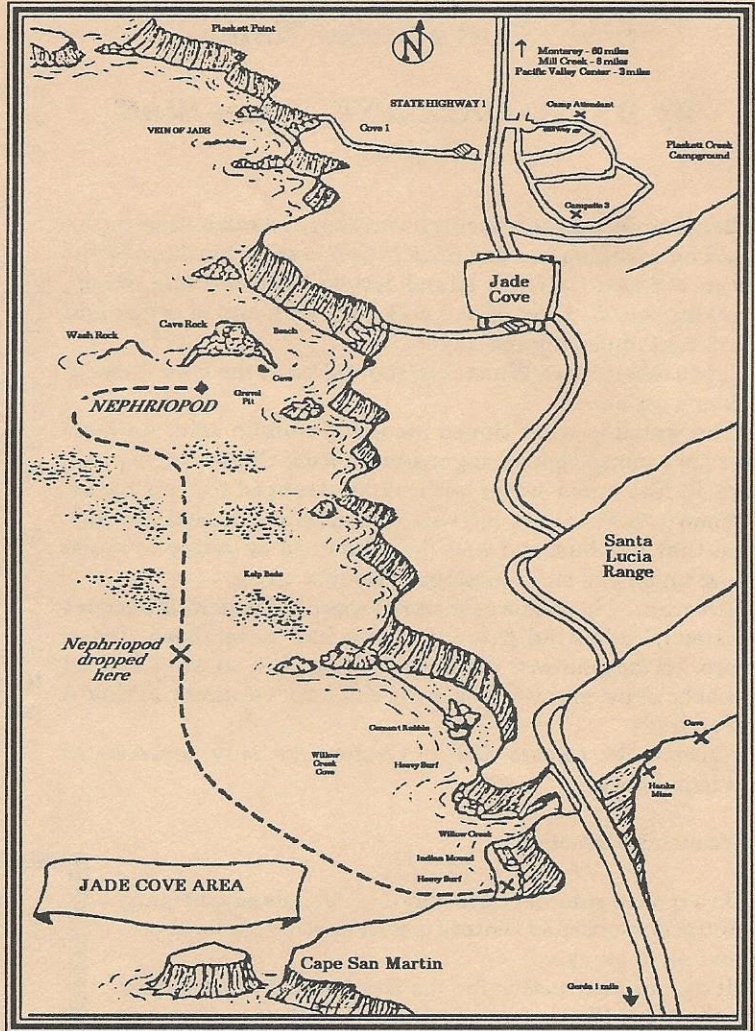 Plaskett Point
N
Monterey - 60 miles
Mill Creek - 8 miles
Pacific Valley Center - 3 miles
STATE HIGHWAY 1
Camp Attendant
Cove 1
VEIN OF JADE
Plaskett Creek
Campground
Campsite 3
Jade
Cove
Wash Rock
Cave Rock
Beach
Cave
Gravel
Pit
NEPHRIOPOD
Santa
Lucia
Range
Kelp Beds
Nephriopod
dropped
here
Cement Rubble
Willow
Creek
Cove
Heavy Surf
Cave
Hanks
Mine
Willow Creek
Indian Mound
Heavy Surf
JADE COVE AREA
Cape San Martin
Gorda 1 mile